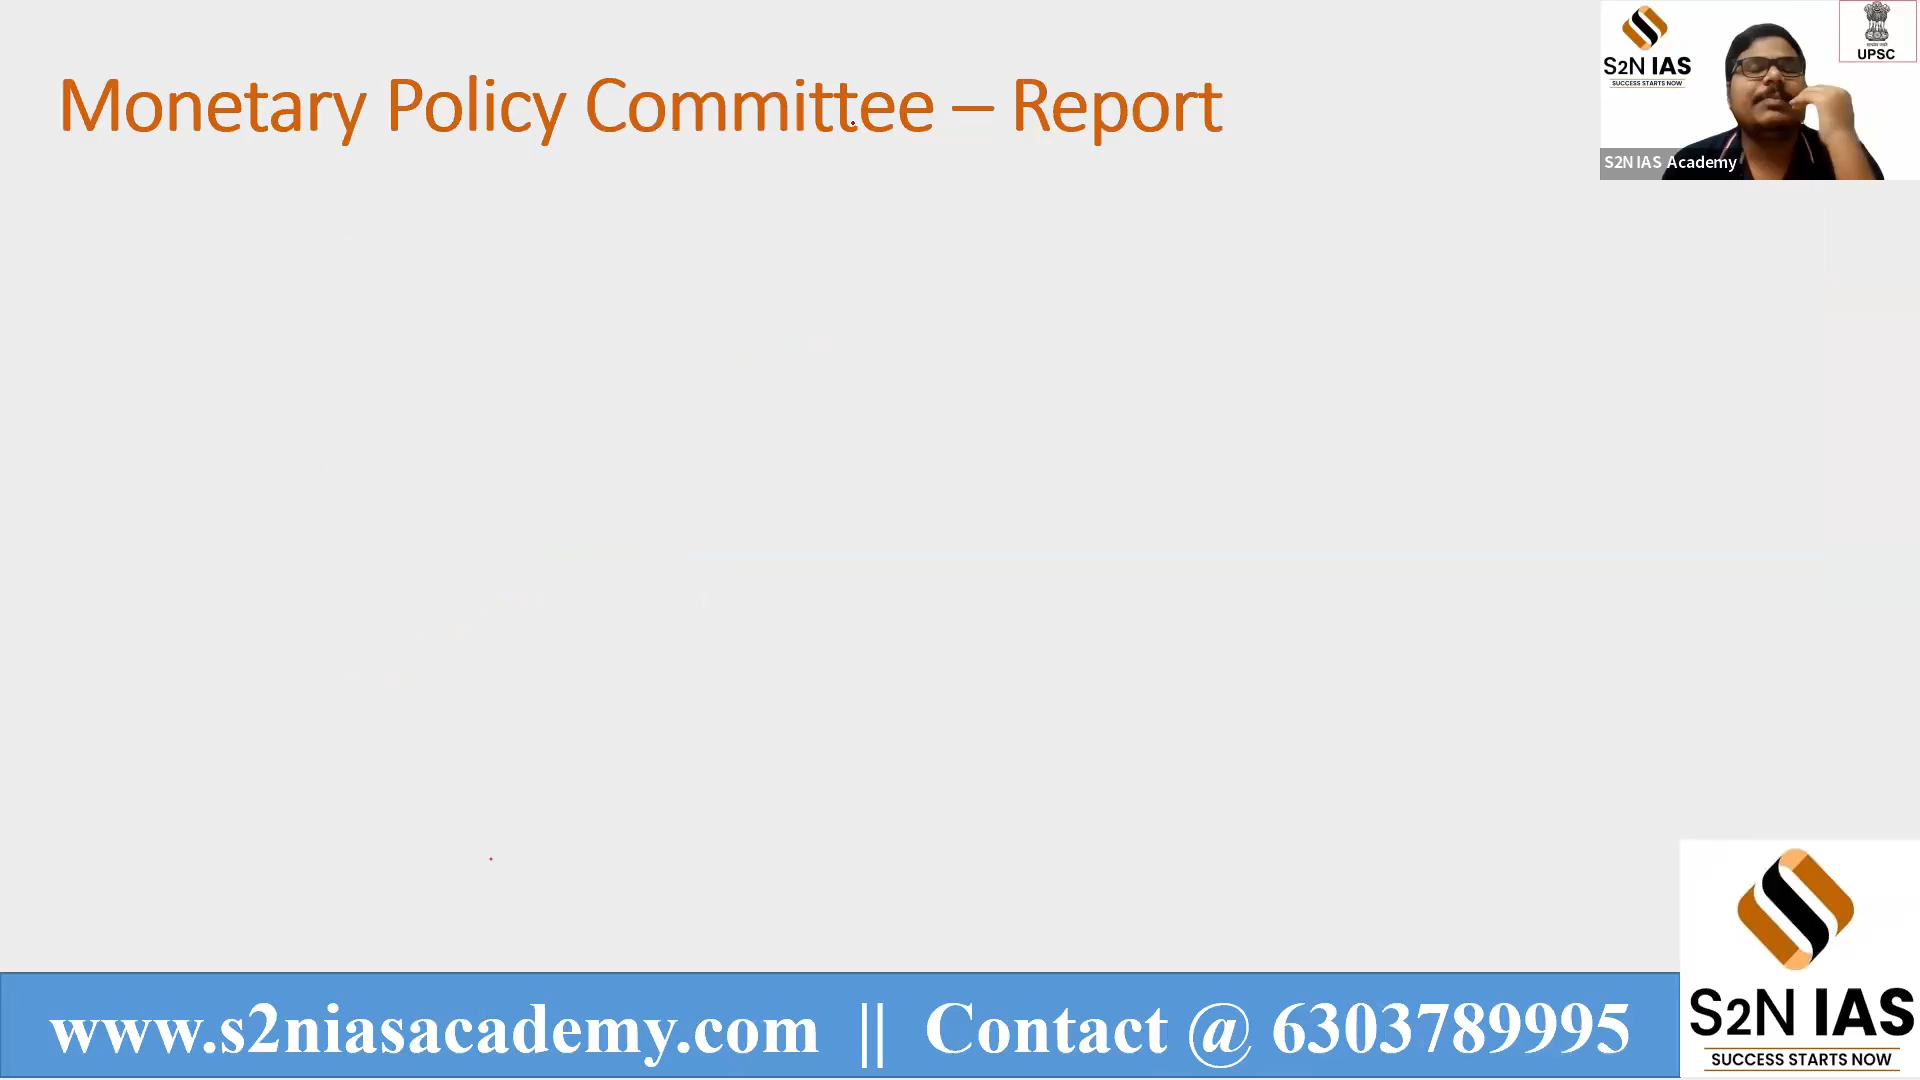 Monetary Policy Committee – Report
S2N IAS
SUCCESS STARTS NOW
UPSC
S2N IAS Academy
www.s2niasacademy.com || Contact @ 6303789995
S2N IAS
SUCCESS STARTS NOW